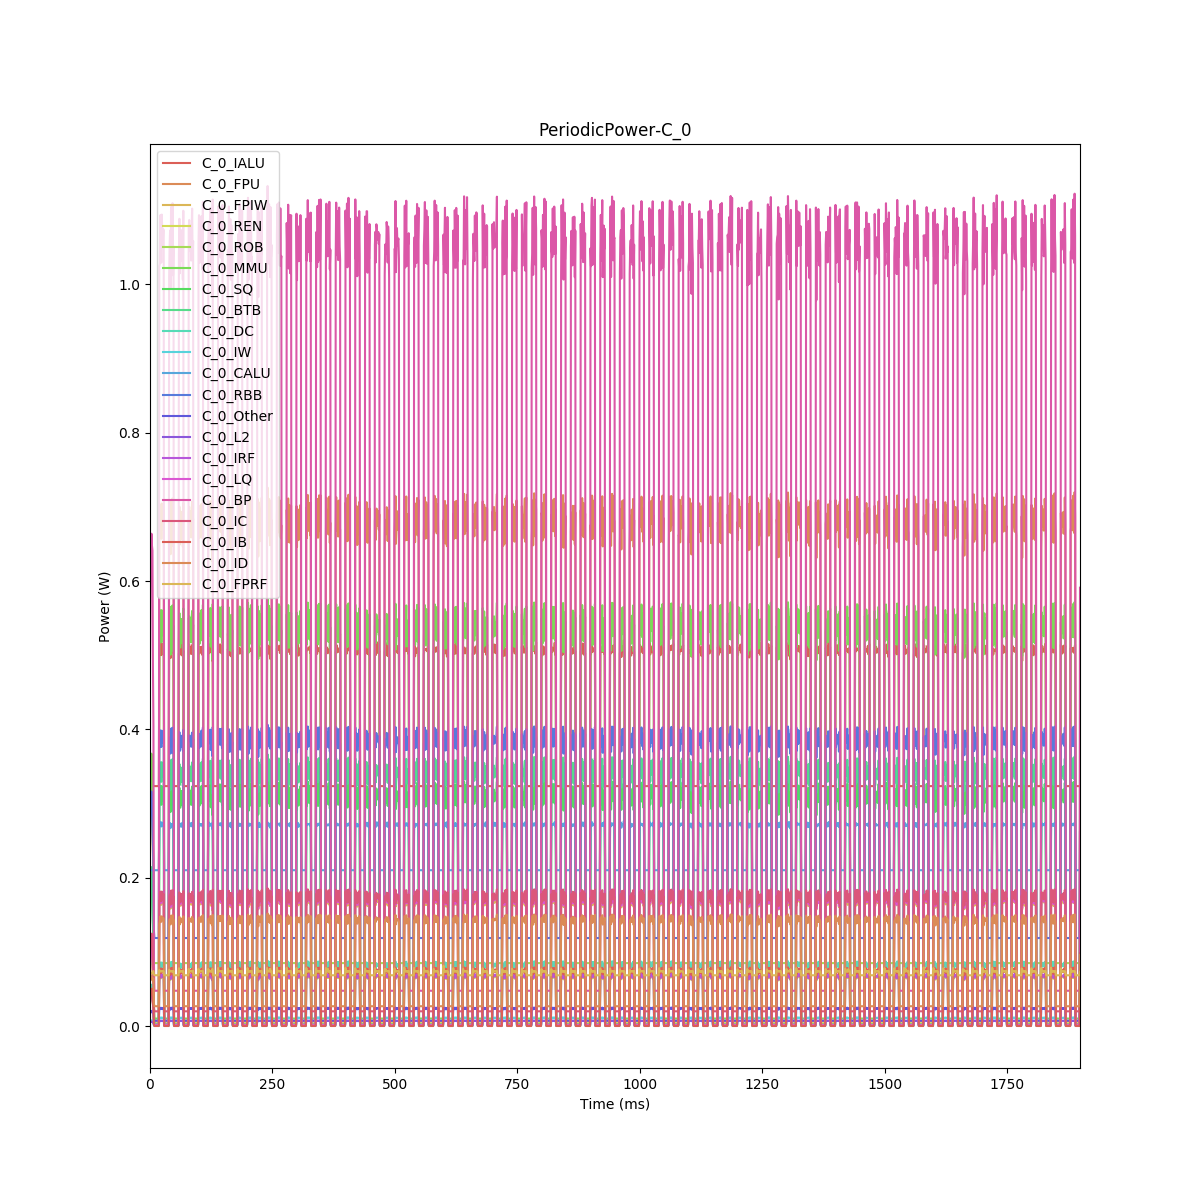 PeriodicPower-C_0
C_0_IALU
C_0_FPU
C_0_FPIW
C_0_REN
C_0_ROB
C_0_MMU
C_0_SQ
C_0_BTB
C_0_DC
C_0_IW
C_0_CALU
C_0_RBB
C_0_Other
C_0_L2
C_0_IRF
C_0_LQ
C_0_BP
C_0_IC
C_0_IB
C_0_ID
C_0_FPRF
1.0
0.8
0.6
0.4
0.2
0.0
Power (W)
0 250 500 750 1000 1250 1500 1750
Time (ms)